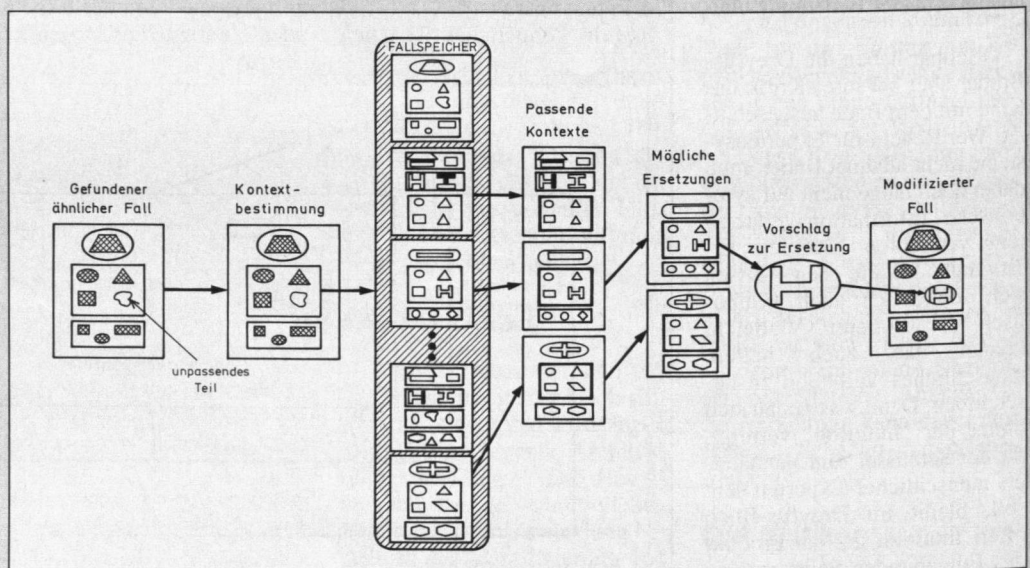 FALLSPEICHER
Gefundener
ähnlicher Fall
Kontext-
bestimmung
Passende
Kontexte
Mögliche
Ersetzungen
Vorschlag
zur Ersetzung
Modifizierter
Fall
unpassendes
Teil